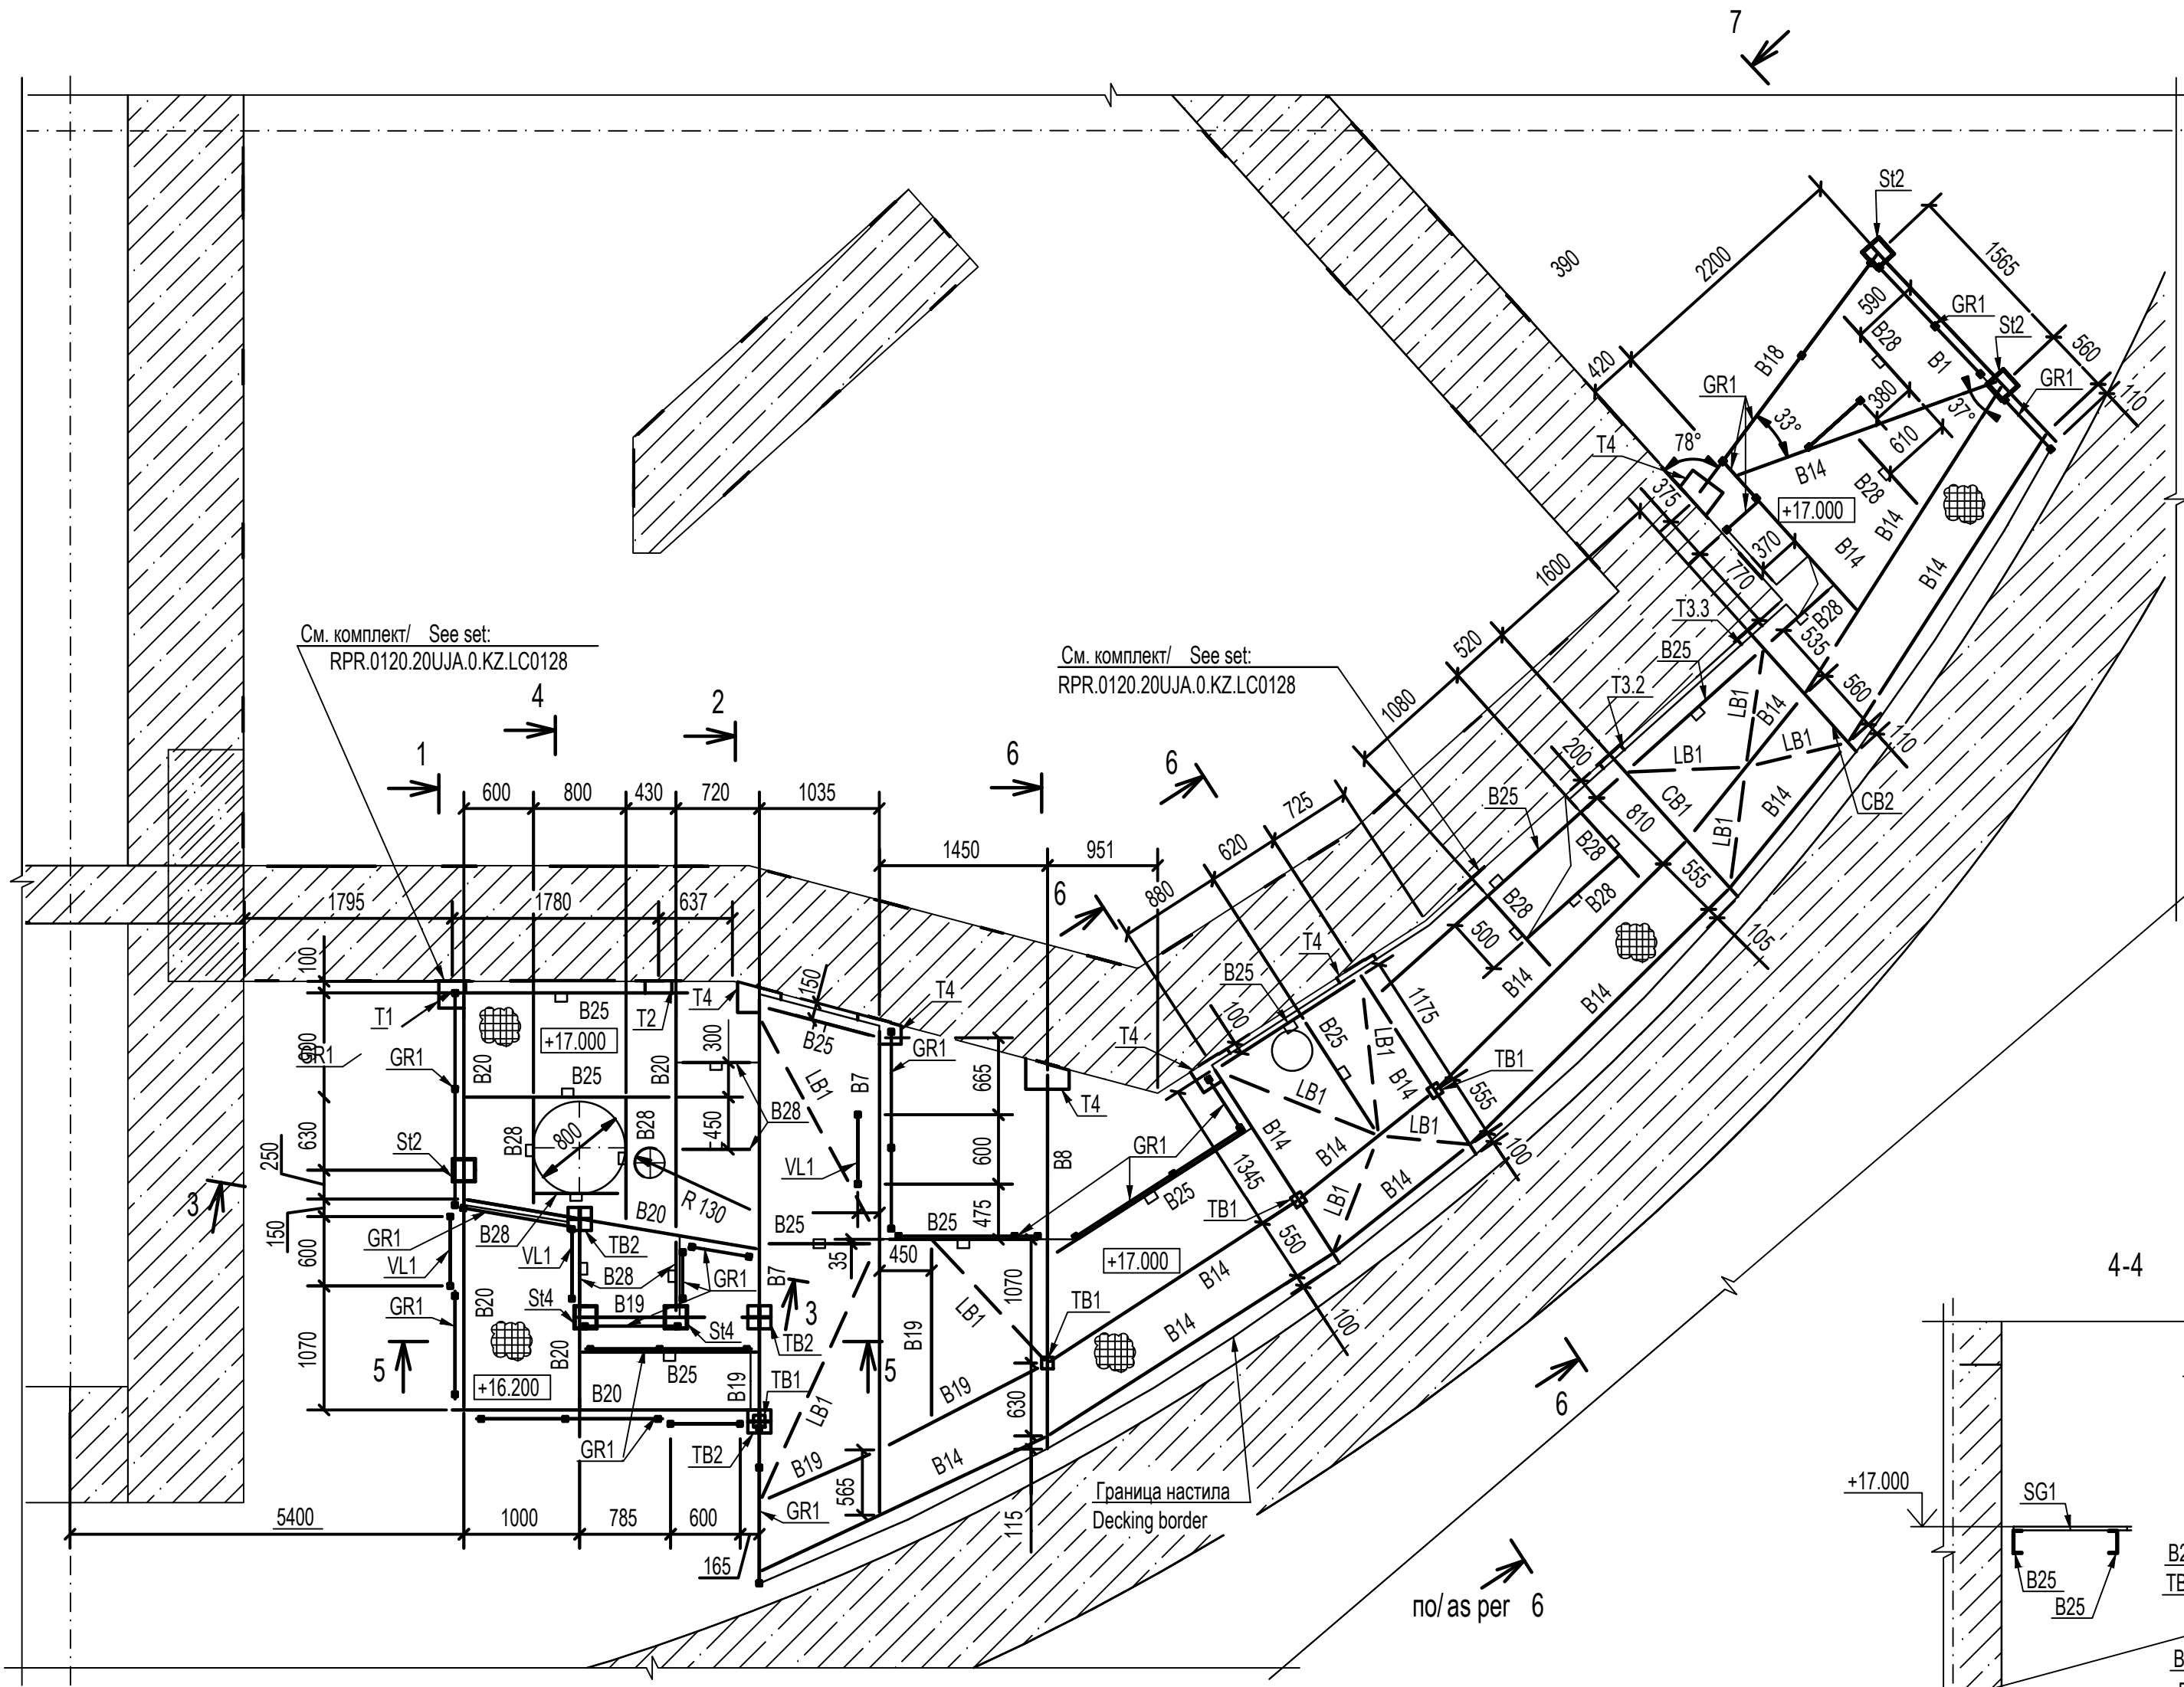 7
St2
1565
390
2200
590
GR1
St2
B28
B1
560
B18
420
GR1
GR1
380
110
33°
37°
78°
610
T4
B14
B28
375
+17.000
B14
1600
370
B14
B14
770
T3.3
B28
См. комплект/ See set:
RPR.0120.20UJA.0.KZ.LC0128
520
B25
535
См. комплект/ See set:
RPR.0120.20UJA.0.KZ.LC0128
T3.2
560
4
2
1080
LB1
B14
110
LB1
LB1
1
6
6
200
600
800
430
720
1035
725
B25
CB1
B14
CB2
810
LB1
620
B28
1450
951
555
1795
1780
637
880
B28
B28
6
500
105
100
T4
B14
B14
150
B25
T4
T4
1175
T1
B25
T2
100
B25
LB1
+17.000
B25
300
T4
GR1
600
GR1
GR1
B20
B20
B7
665
TB1
B25
LB1
LB1
B14
555
B28
T4
LB1
630
St2
B28
800
B28
450
VL1
600
B8
GR1
B14
B14
100
250
3
1345
LB1
B14
R 130
B25
150
GR1
B28
B20
B25
B25
475
TB1
TB2
VL1
VL1
35
450
550
600
B28
GR1
B7
+17.000
B14
1070
GR1
B20
St4
B19
3
TB1
St4
TB2
LB1
B19
B14
100
1070
5
B20
5
B25
+16.200
B20
B19
TB1
B19
630
6
GR1
TB2
LB1
B19
B14
565
Граница настила
Decking border
115
5400
1000
785
600
GR1
165
по/as per 6
4-4
+17.000
SG1
B25
B25